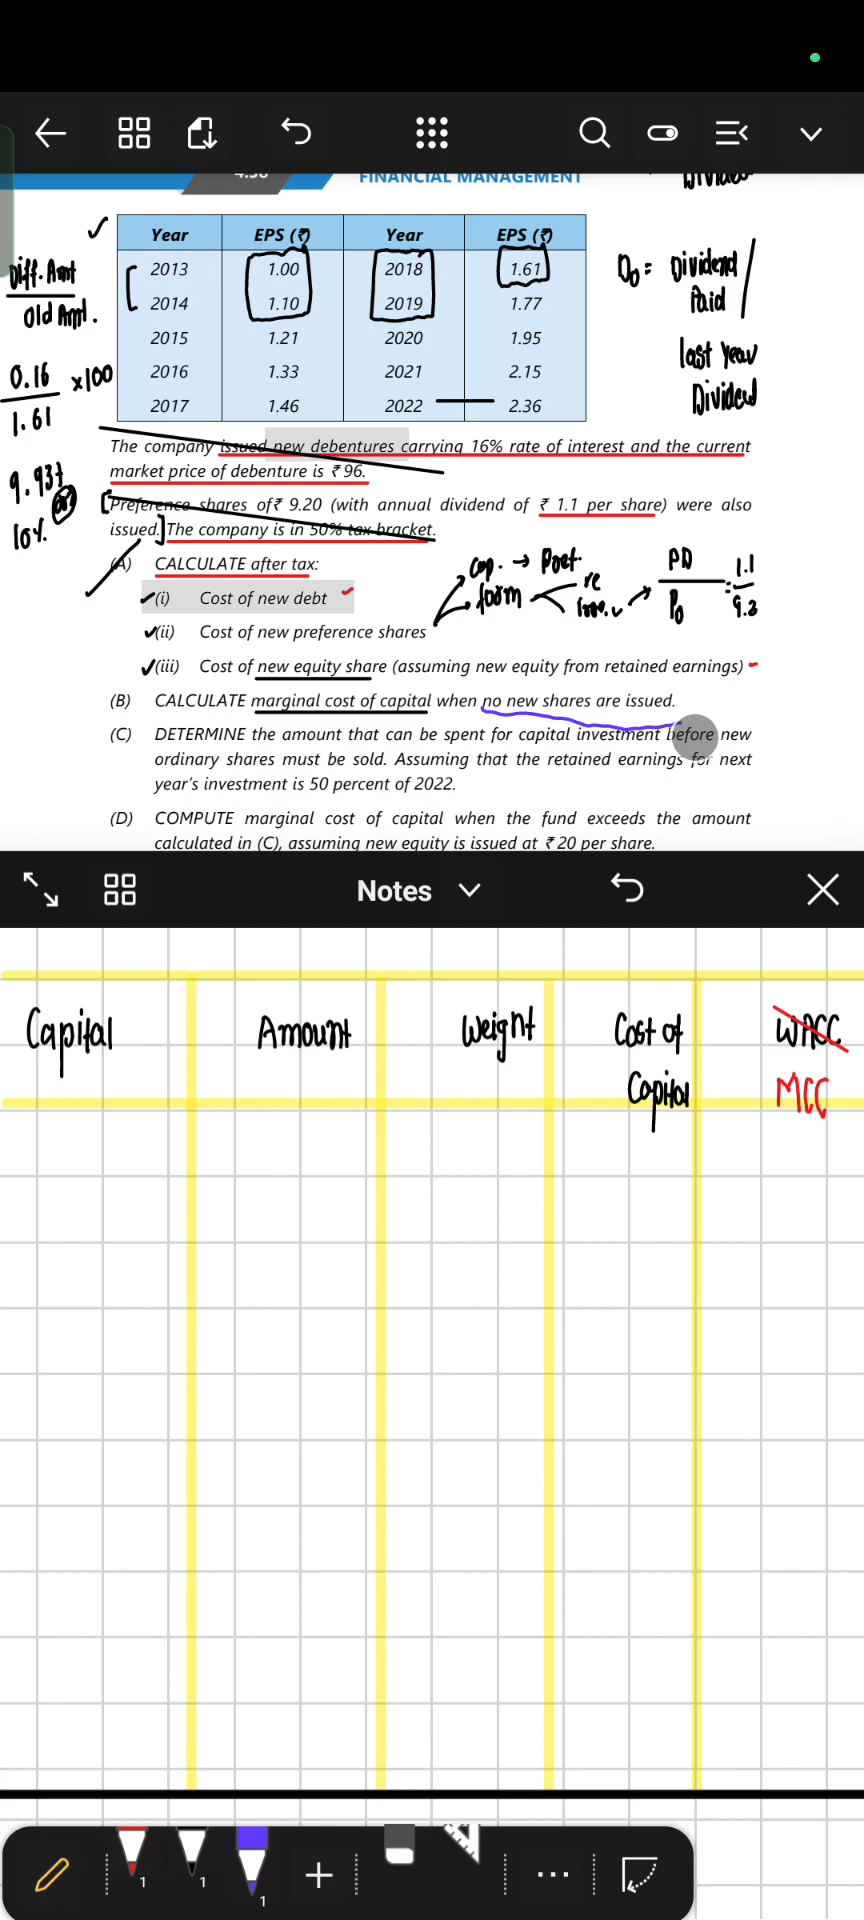 FINANCIAL MANAGEMENT
Year EPS (₹) Year EPS (₹)
2013 1.00 2018 1.61
2014 1.10 2019 1.77
2015 1.21 2020 1.95
2016 1.33 2021 2.15
2017 1.46 2022 2.36
Diff. Amt
Old Amt.
0.16 ×100
1.61
10%
D₀ = Dividend
Paid
last year
Dividend
The company issued new debentures carrying 16% rate of interest and the current
market price of debenture is ₹ 96.
Preference shares of ₹ 9.20 (with annual dividend of ₹ 1.1 per share) were also
issued. The company is in 50% tax bracket.
(A) CALCULATE after tax:
(i) Cost of new debt
(ii) Cost of new preference shares
(iii) Cost of new equity share (assuming new equity from retained earnings)
PD
P₀
= 1.1
9.2
(B) CALCULATE marginal cost of capital when no new shares are issued.
(C) DETERMINE the amount that can be spent for capital investment before new
ordinary shares must be sold. Assuming that the retained earnings for next
year's investment is 50 percent of 2022.
(D) COMPUTE marginal cost of capital when the fund exceeds the amount
calculated in (C), assuming new equity is issued at ₹ 20 per share.
Notes
Capital Amount Weight Cost of WACC
Capital MCC
1 1 1